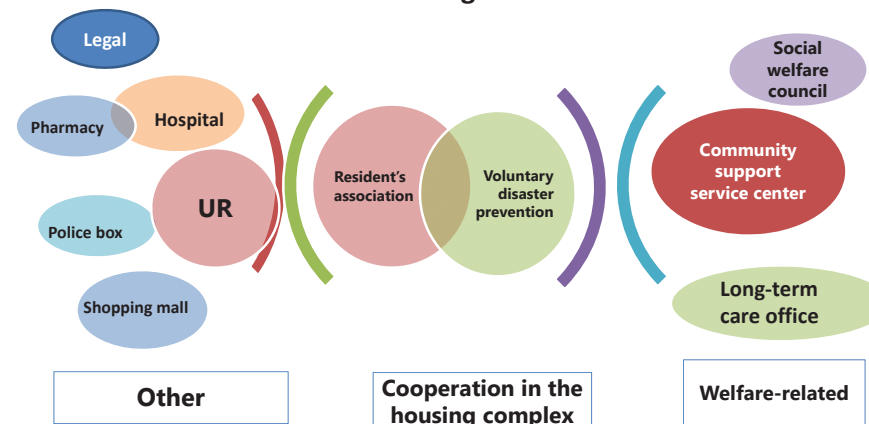 Legal
Social
welfare
council
Pharmacy
Hospital
Community
support
service center
Resident's
association
Voluntary
disaster
prevention
UR
Police box
Shopping mall
Long-term
care office
Other
Cooperation in the
housing complex
Welfare-related